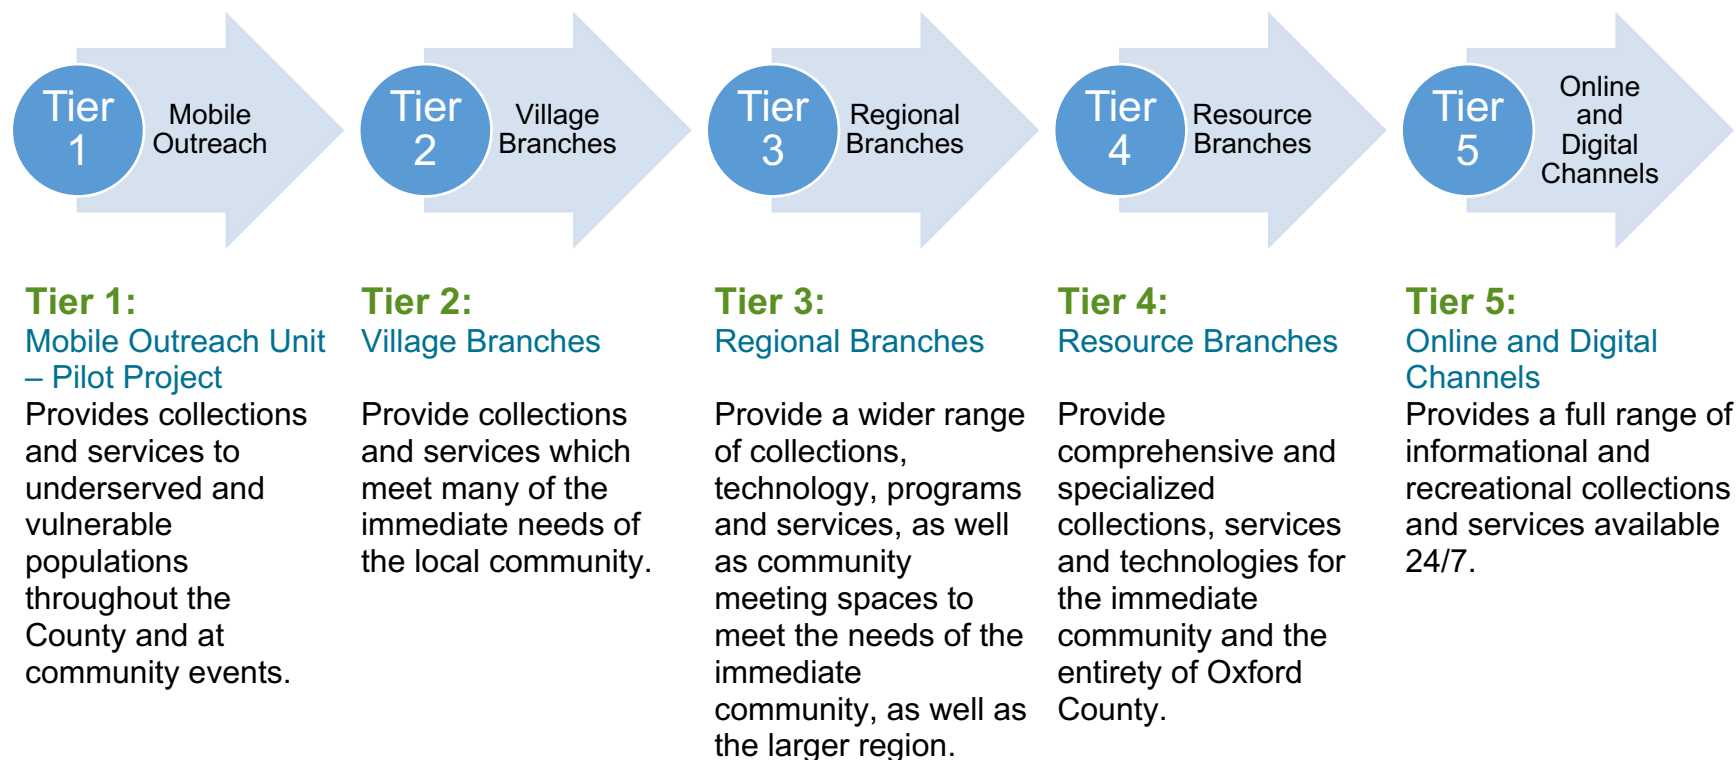 Tier
1
Mobile
Outreach
Tier
2
Village
Branches
Tier
3
Regional
Branches
Tier
4
Resource
Branches
Tier
5
Online
and
Digital
Channels
Tier 1:
Mobile Outreach Unit
– Pilot Project
Provides collections
and services to
underserved and
vulnerable
populations
throughout the
County and at
community events.
Tier 2:
Village Branches
Provide collections
and services which
meet many of the
immediate needs of
the local community.
Tier 3:
Regional Branches
Provide a wider range
of collections,
technology, programs
and services, as well
as community
meeting spaces to
meet the needs of the
immediate
community, as well as
the larger region.
Tier 4:
Resource Branches
Provide
comprehensive and
specialized
collections, services
and technologies for
the immediate
community and the
entirety of Oxford
County.
Tier 5:
Online and Digital
Channels
Provides a full range of
informational and
recreational collections
and services available
24/7.